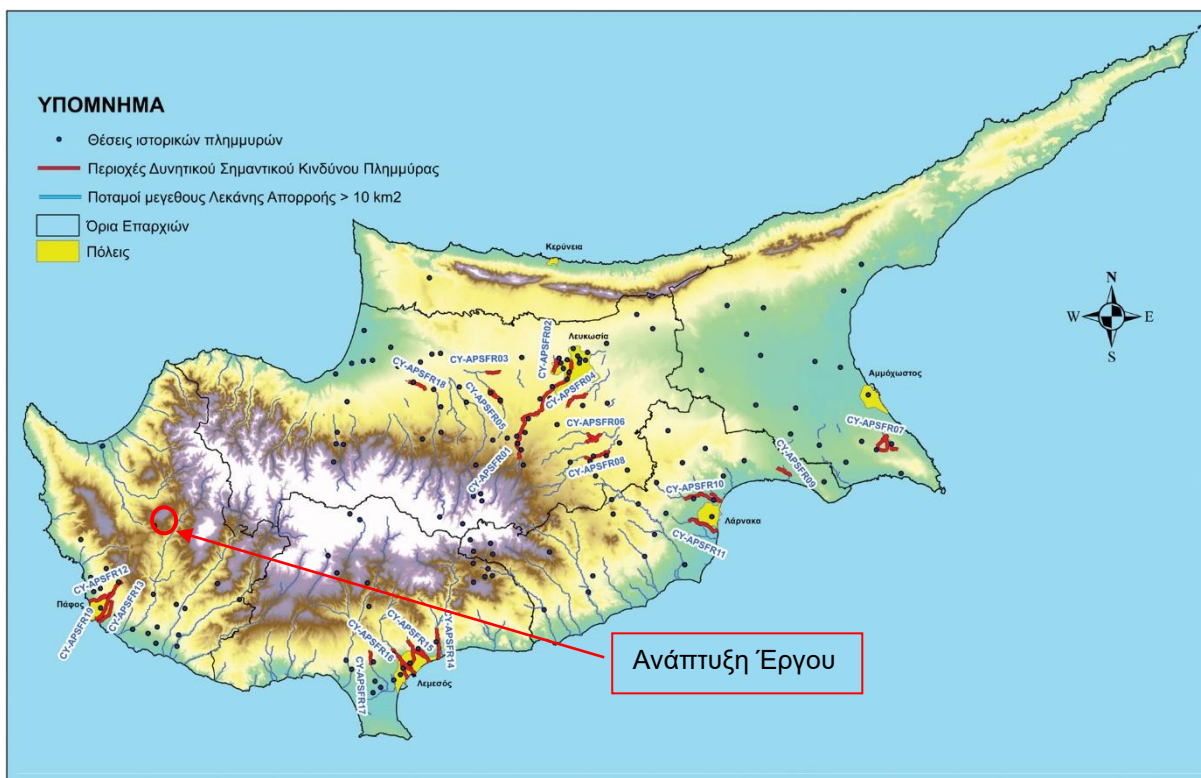 ΥΠΟΜΝΗΜΑ
Θέσεις ιστορικών πλημμυρών
Περιοχές Δυνητικού Σημαντικού Κινδύνου Πλημμύρας
Ποταμοί μεγεθους Λεκάνης Απορροής > 10 km2
Όρια Επαρχιών
Πόλεις
Κερύνεια
N
W E
S
Λευκωσία
CY-APSFR02
CY-APSFR03
CY-APSFR18
CY-APSFR04
CY-APSFR05
Αμμόχωστος
CY-APSFR06
CY-APSFR07
CY-APSFR01
CY-APSFR08
CY-APSFR09
CY-APSFR10
Λάρνακα
CY-APSFR11
CY-APSFR12
Πάφος
CY-APSFR13
CY-APSFR19
CY-APSFR14
CY-APSFR15
CY-APSFR16
Λεμεσός
CY-APSFR17
Ανάπτυξη Έργου